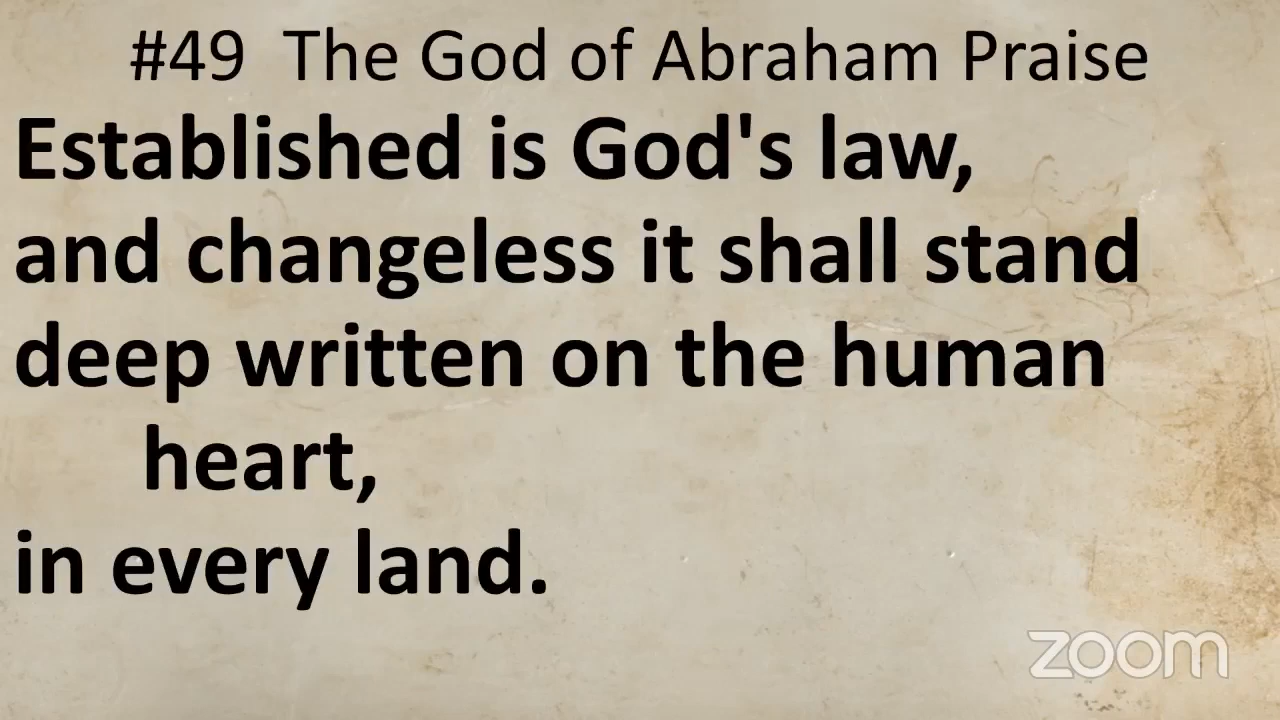 #49 The God of Abraham Praise
Established is God's law,
and changeless it shall stand
deep written on the human
heart,
in every land.
zoom